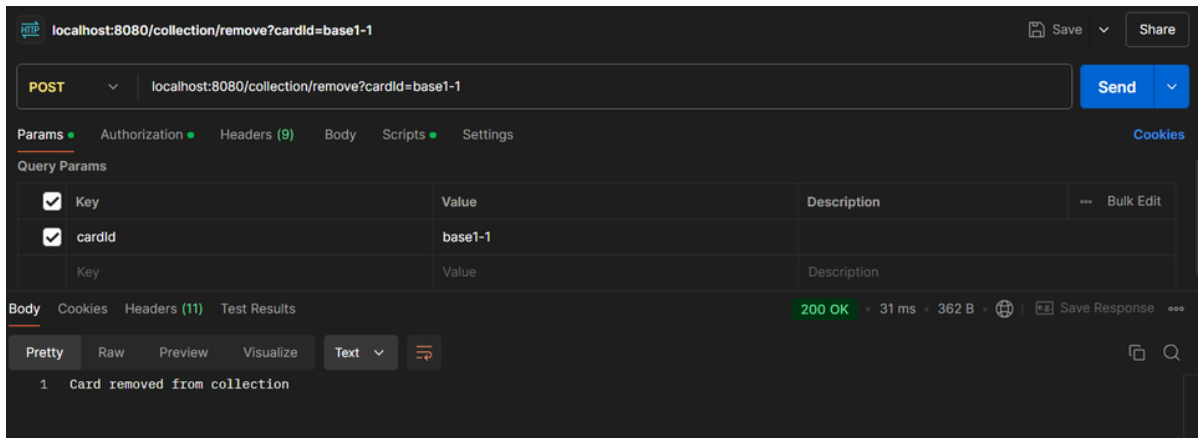 HTTP localhost:8080/collection/remove?cardId=base1-1 Save Share
POST localhost:8080/collection/remove?cardId=base1-1 Send
Params Authorization Headers (9) Body Scripts Settings Cookies
Query Params
Key Value Description Bulk Edit
cardId base1-1
Key Value Description
Body Cookies Headers (11) Test Results 200 OK 31 ms 362 B e.g. Save Response
Pretty Raw Preview Visualize Text
1 Card removed from collection